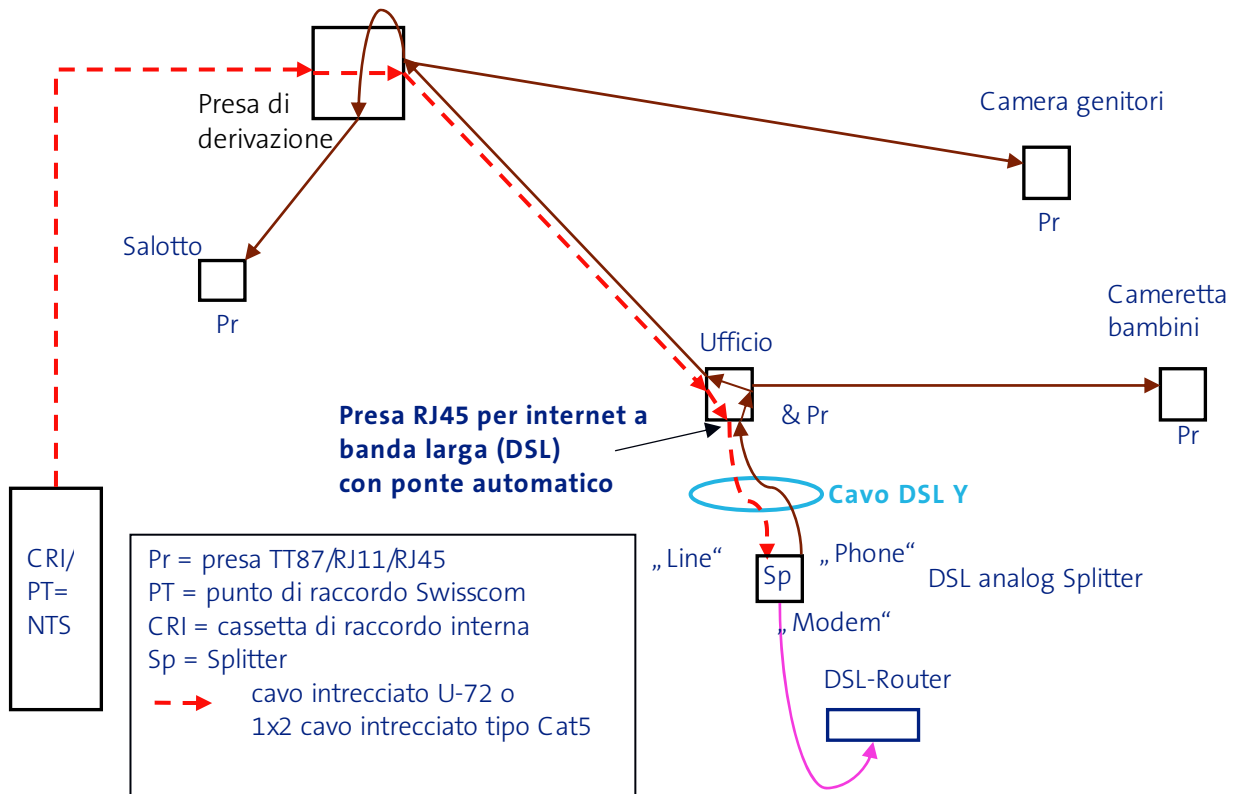 Presa di
derivazione
Camera genitori
Pr
Salotto
Pr
Cameretta
bambini
Ufficio
& Pr
Pr
Presa RJ45 per internet a
banda larga (DSL)
con ponte automatico
Cavo DSL Y
CRI/
PT=
NTS
Pr = presa TT87/RJ11/RJ45
PT = punto di raccordo Swisscom
CRI = cassetta di raccordo interna
Sp = Splitter
cavo intrecciato U-72 o
1x2 cavo intrecciato tipo Cat5
„Line“
Sp
„Phone“
DSL analog Splitter
„Modem“
DSL-Router